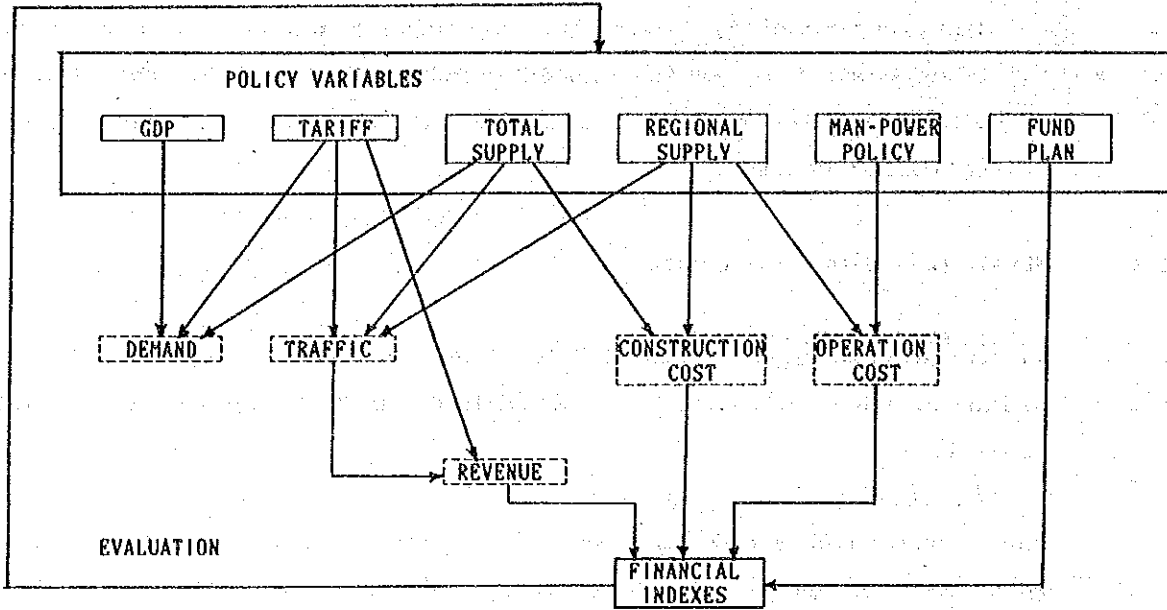 POLICY VARIABLES
GDP
TARIFF
TOTAL
SUPPLY
REGIONAL
SUPPLY
MAN-POWER
POLICY
FUND
PLAN
DEMAND
TRAFFIC
CONSTRUCTION
COST
OPERATION
COST
REVENUE
EVALUATION
FINANCIAL
INDEXES